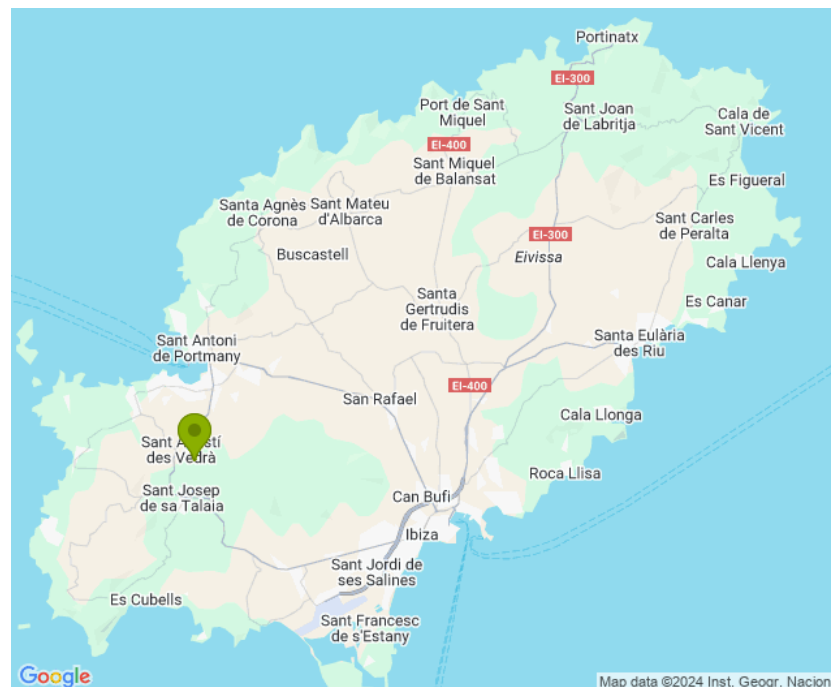 Portinatx
EI-300
Port de Sant
Miquel
Sant Joan
de Labritja
Cala de
Sant Vicent
EI-400
Sant Miquel
de Balansat
Es Figueral
Santa Agnès
de Corona
Sant Mateu
d'Albarca
Sant Carles
de Peralta
EI-300
Buscastell
Eivissa
Cala Llenya
Santa
Gertrudis
de Fruitera
Es Canar
Sant Antoni
de Portmany
Santa Eulària
des Riu
EI-400
San Rafael
Cala Llonga
Sant
des Vedrà
Roca Llisa
Sant Josep
de sa Talaia
Can Bufi
Ibiza
Sant Jordi de
ses Salines
Es Cubells
Sant Francesc
de s'Estany
Google
Map data ©2024 Inst. Geogr. Nacion